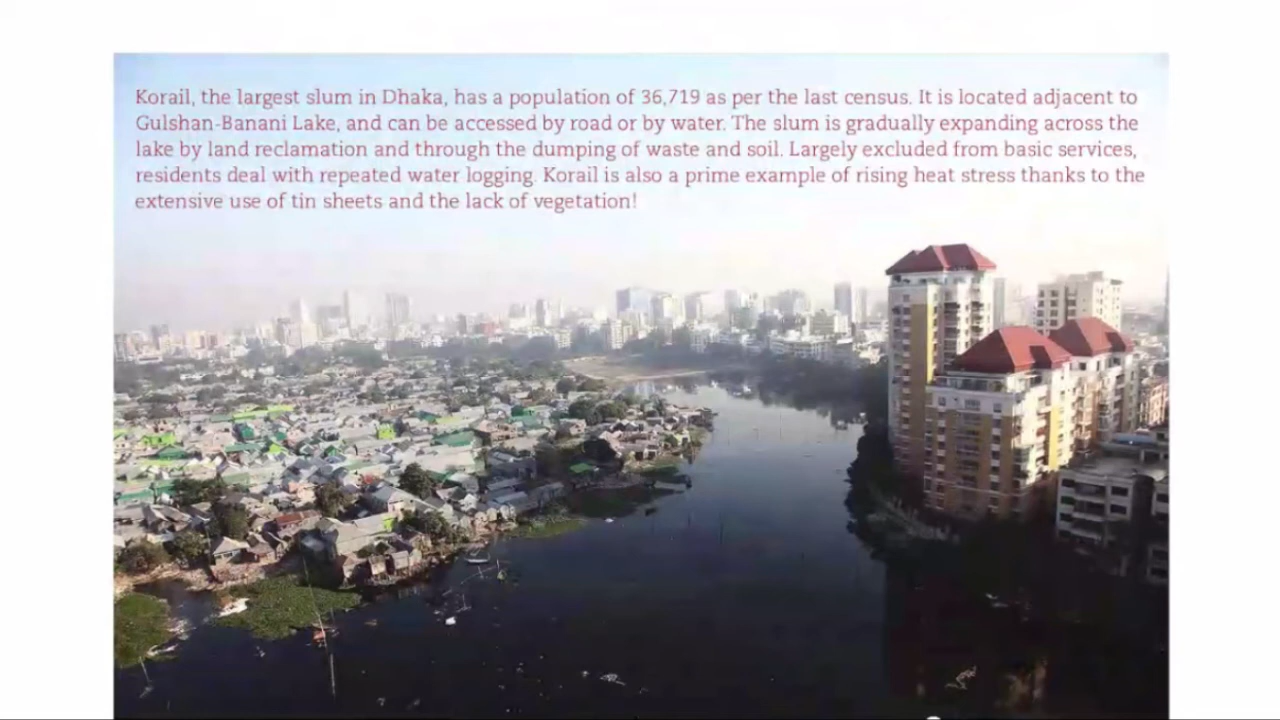 Korail, the largest slum in Dhaka, has a population of 36,719 as per the last census. It is located adjacent to
Gulshan-Banani Lake, and can be accessed by road or by water. The slum is gradually expanding across the
lake by land reclamation and through the dumping of waste and soil. Largely excluded from basic services,
residents deal with repeated water logging. Korail is also a prime example of rising heat stress thanks to the
extensive use of tin sheets and the lack of vegetation!